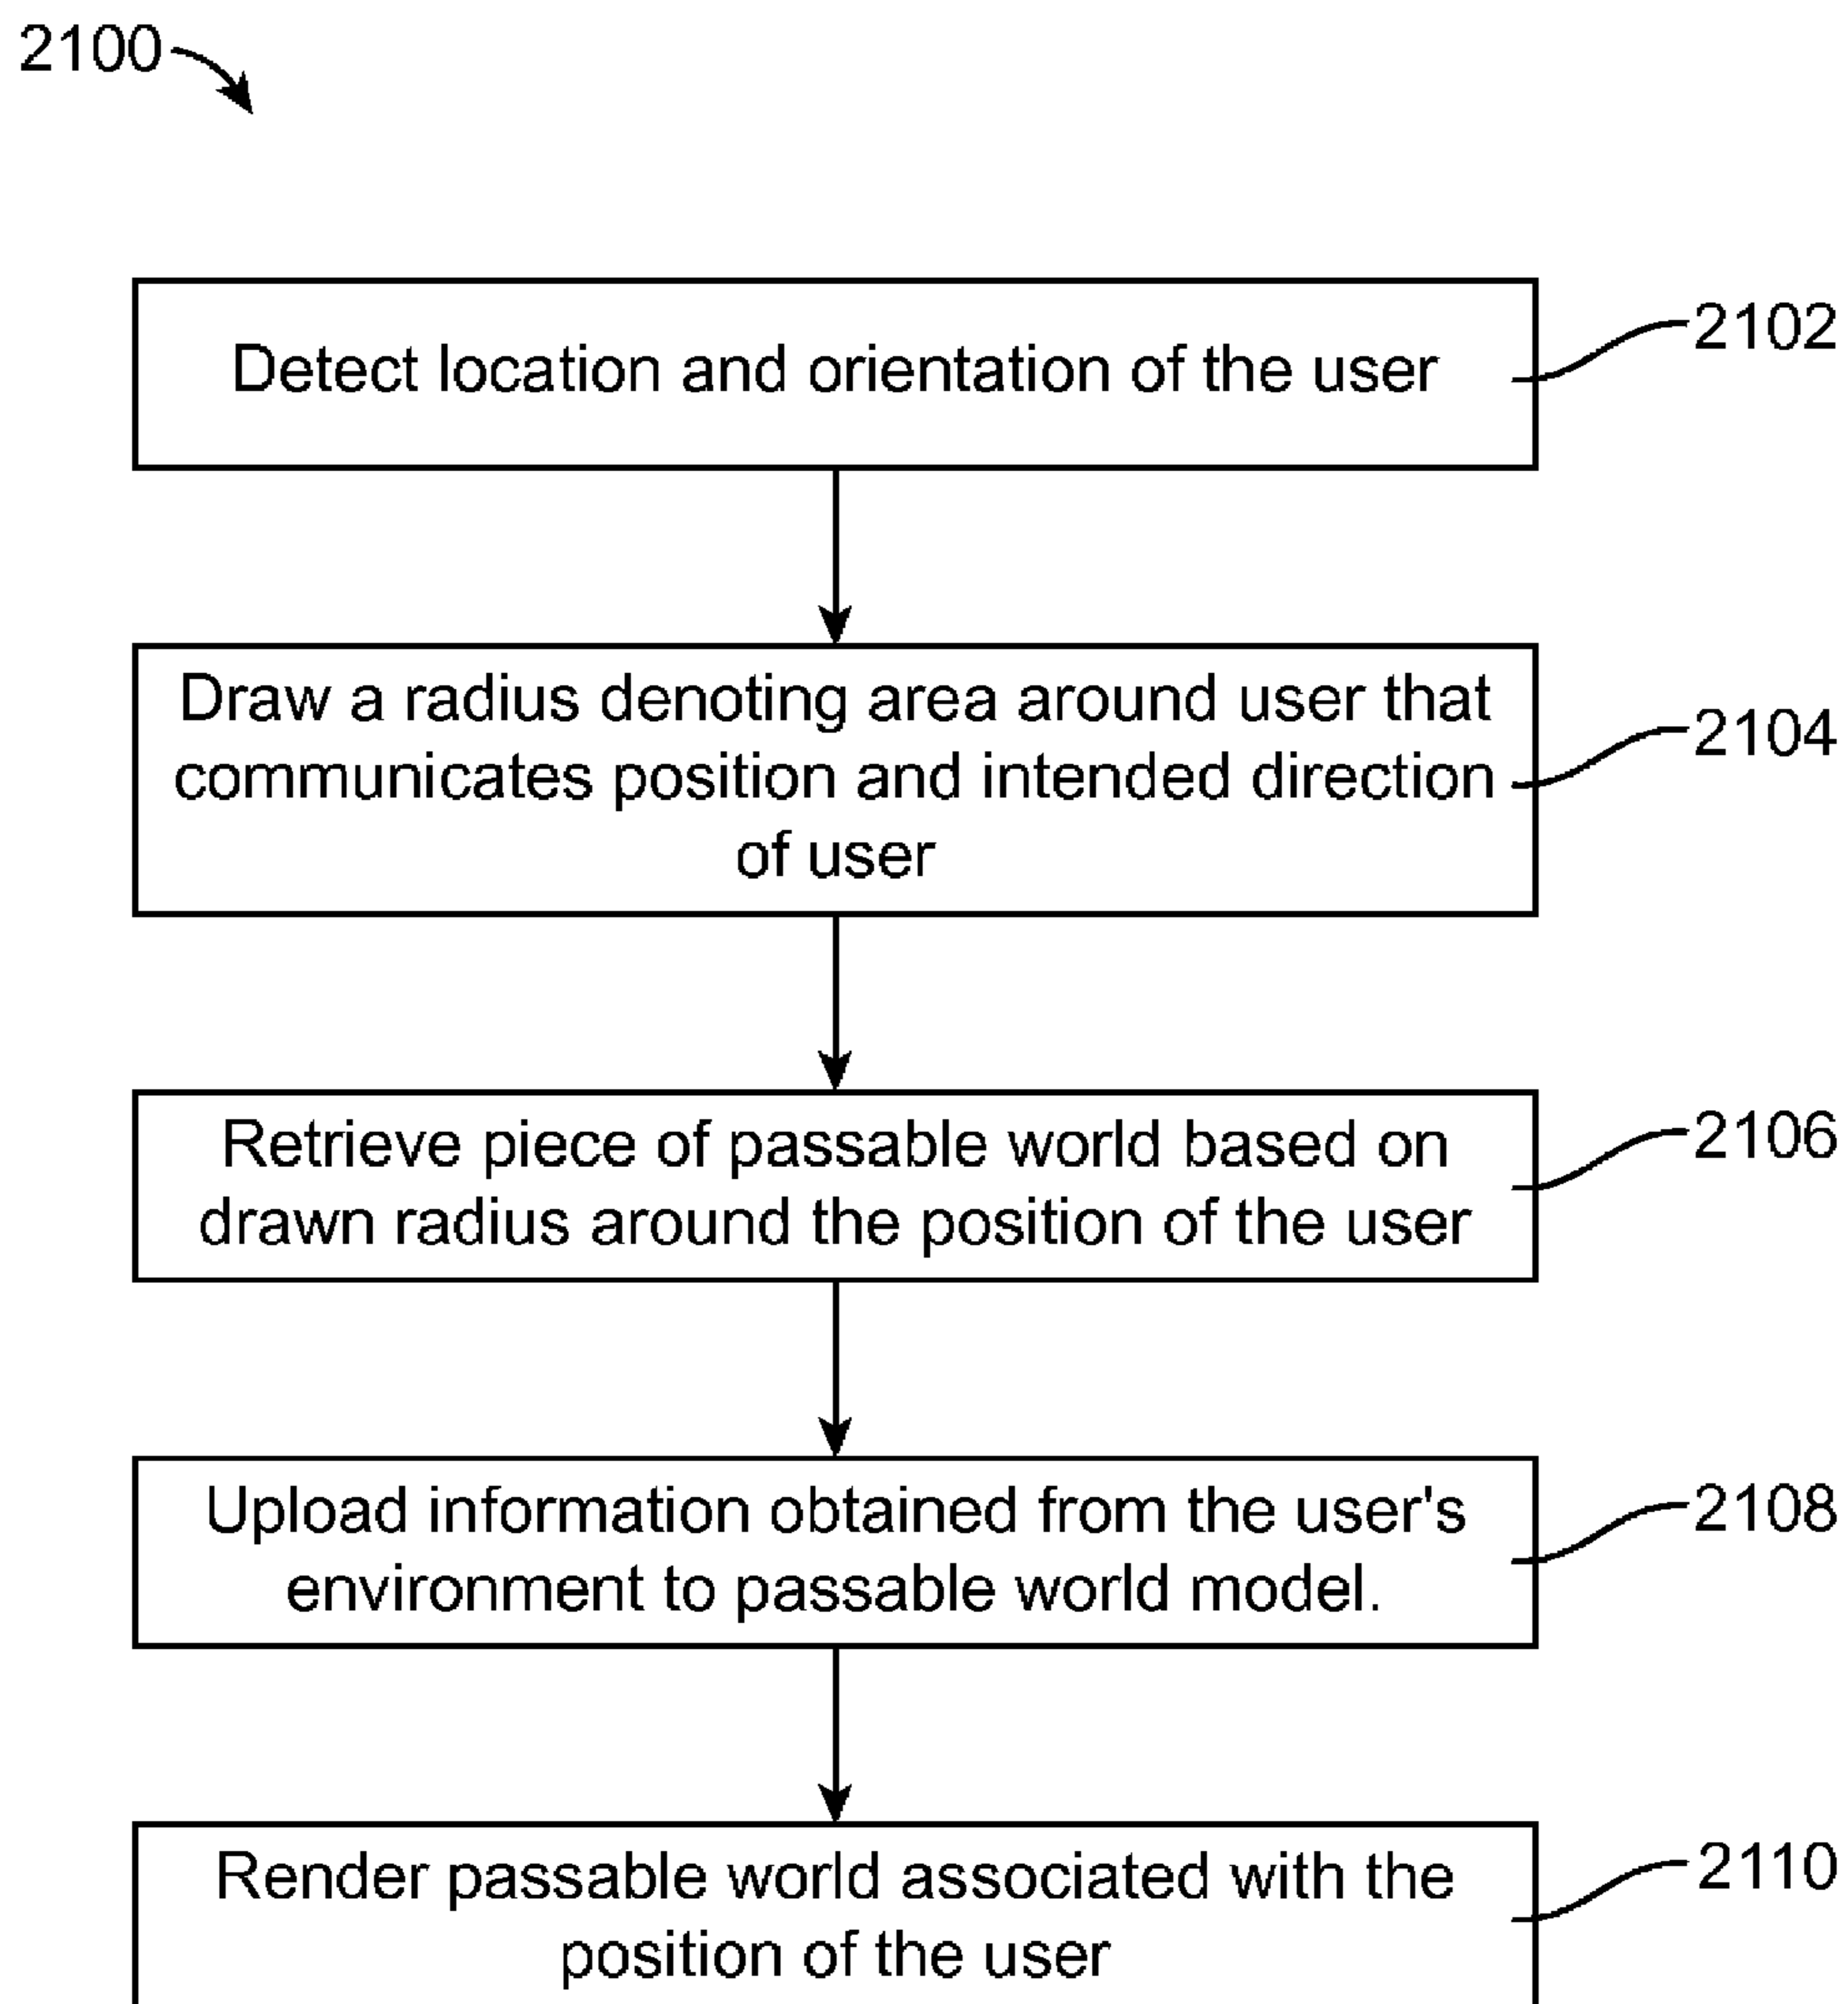 2100
Detect location and orientation of the user
2102
Draw a radius denoting area around user that
communicates position and intended direction
of user
2104
Retrieve piece of passable world based on
drawn radius around the position of the user
2106
Upload information obtained from the user's
environment to passable world model.
2108
Render passable world associated with the
position of the user
2110